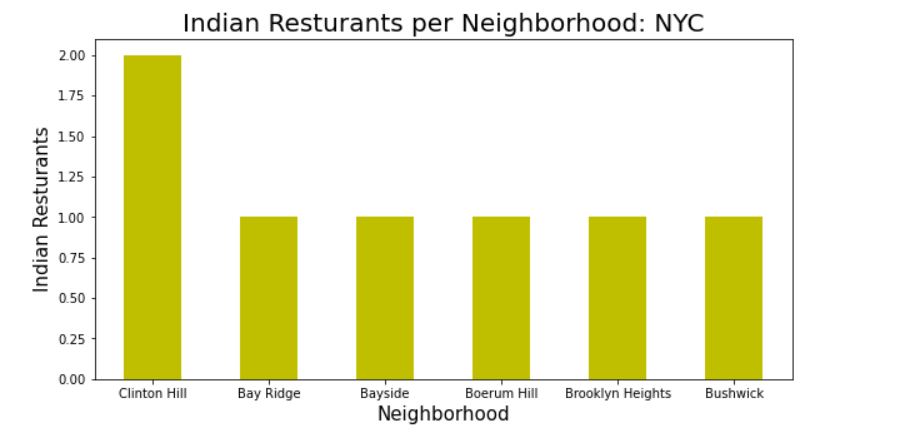 Indian Resturants per Neighborhood: NYC
Indian Resturants
2.00
1.75
1.50
1.25
1.00
0.75
0.50
0.25
0.00
Clinton Hill Bay Ridge Bayside Boerum Hill Brooklyn Heights Bushwick
Neighborhood